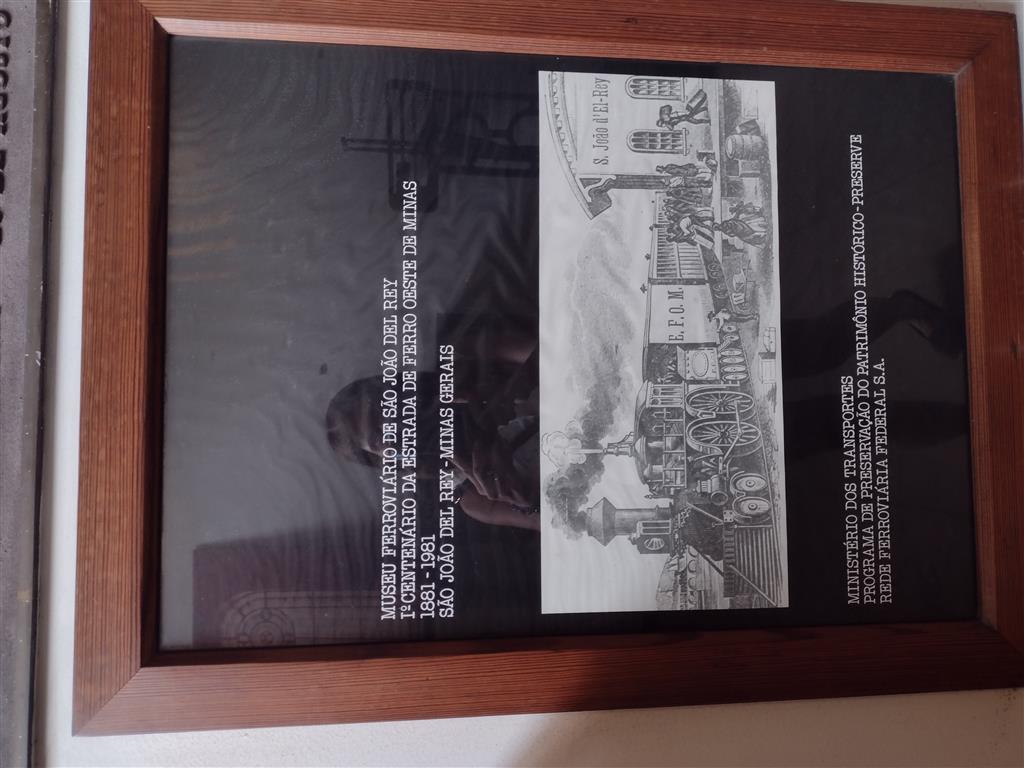 MUSEU FERROVIÁRIO DE SÃO JOÃO DEL REY
1º CENTENÁRIO DA ESTRADA DE FERRO OESTE DE MINAS
1881-1981
SÃO JOÃO DEL REY-MINAS GERAIS
S. João d'El-Rey
E. F. O. M.
MINISTÉRIO DOS TRANSPORTES
PROGRAMA DE PRESERVAÇÃO DO PATRIMÔNIO HISTÓRICO-PRESERVE
REDE FERROVIÁRIA FEDERAL S.A.